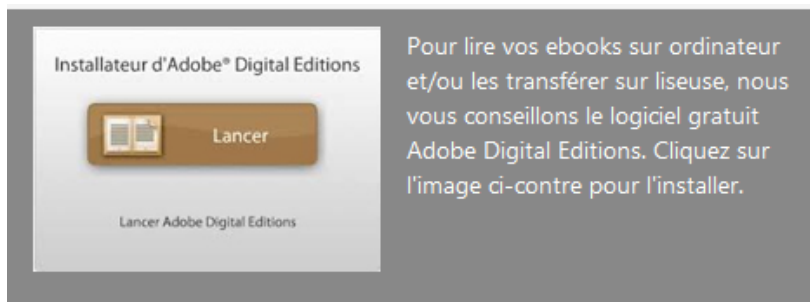 Installateur d'Adobe® Digital Editions
Lancer
Lancer Adobe Digital Editions
Pour lire vos ebooks sur ordinateur
et/ou les transférer sur liseuse, nous
vous conseillons le logiciel gratuit
Adobe Digital Editions. Cliquez sur
l'image ci-contre pour l'installer.